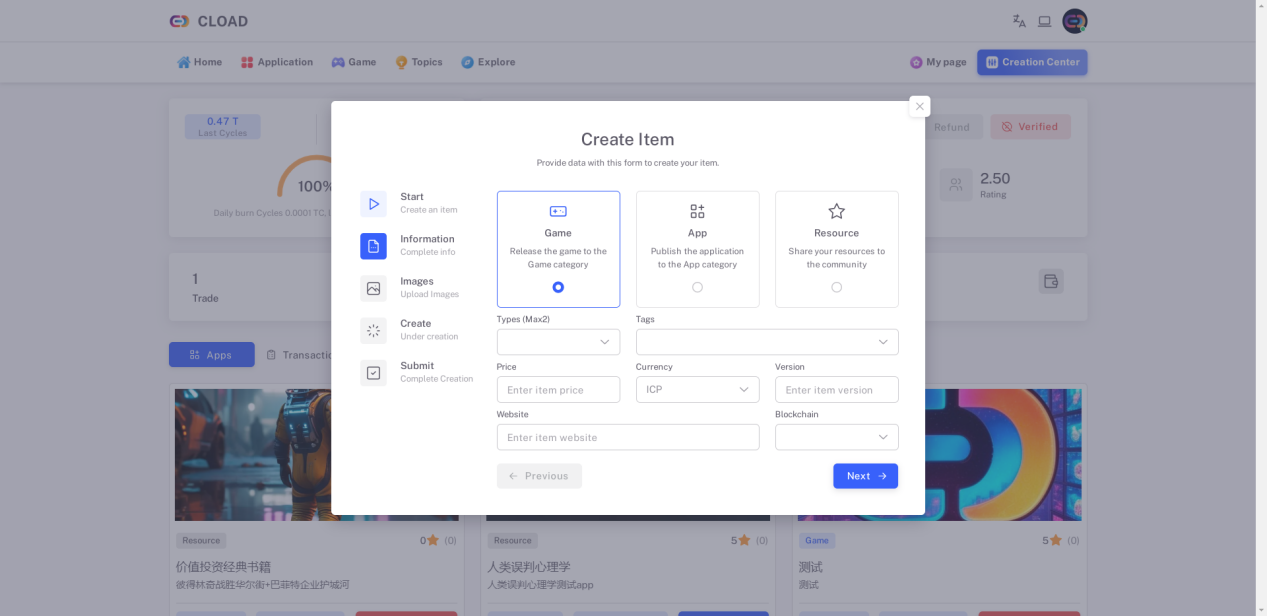 CLOAD
Home
Application
Game
Topics
Explore
My page
Creation Center
0.47 T
Last Cycles
100%
Daily burn Cycles 0.0001 TC,
Refund
Verified
2.50
Rating
1
Trade
Apps
Create Item
Provide data with this form to create your item.
Start
Create an item
Information
Complete info
Images
Upload Images
Create
Under creation
Submit
Complete Creation
Game
Release the game to the
Game category
App
Publish the application
to the App category
Resource
Share your resources to
the community
Types (Max2)
Tags
Price
Currency
Version
Enter item price
ICP
Enter item version
Website
Blockchain
Enter item website
Previous
Next
Resource
0 (0)
价值投资经典书籍
彼得林奇战胜华尔街+巴菲特企业护城河
Resource
5 (0)
人类误判心理学
人类误判心理学测试app
Game
5 (0)
测试
测试